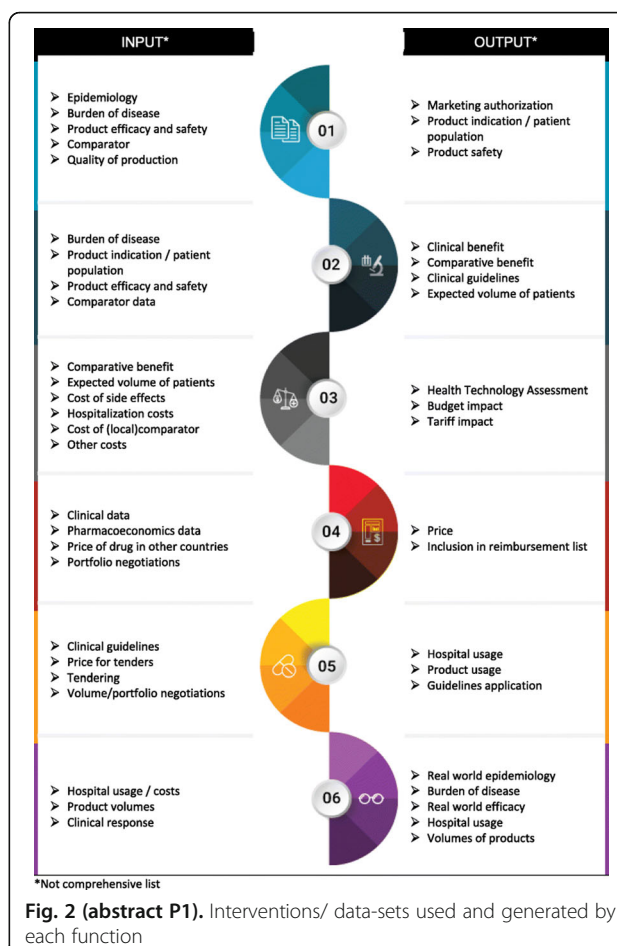 INPUT*
OUTPUT*
➢ Epidemiology
➢ Burden of disease
➢ Product efficacy and safety
➢ Comparator
➢ Quality of production
01
➢ Marketing authorization
➢ Product indication / patient
population
➢ Product safety
➢ Burden of disease
➢ Product indication / patient
population
➢ Product efficacy and safety
➢ Comparator data
02
➢ Clinical benefit
➢ Comparative benefit
➢ Clinical guidelines
➢ Expected volume of patients
➢ Comparative benefit
➢ Expected volume of patients
➢ Cost of side effects
➢ Hospitalization costs
➢ Cost of (local)comparator
➢ Other costs
03
➢ Health Technology Assessment
➢ Budget impact
➢ Tariff impact
➢ Clinical data
➢ Pharmacoeconomics data
➢ Price of drug in other countries
➢ Portfolio negotiations
04
$
➢ Price
➢ Inclusion in reimbursement list
➢ Clinical guidelines
➢ Price for tenders
➢ Tendering
➢ Volume/portfolio negotiations
05
➢ Hospital usage
➢ Product usage
➢ Guidelines application
➢ Hospital usage / costs
➢ Product volumes
➢ Clinical response
06
➢ Real world epidemiology
➢ Burden of disease
➢ Real world efficacy
➢ Hospital usage
➢ Volumes of products
*Not comprehensive list
Fig. 2 (abstract P1). Interventions/ data-sets used and generated by
each function